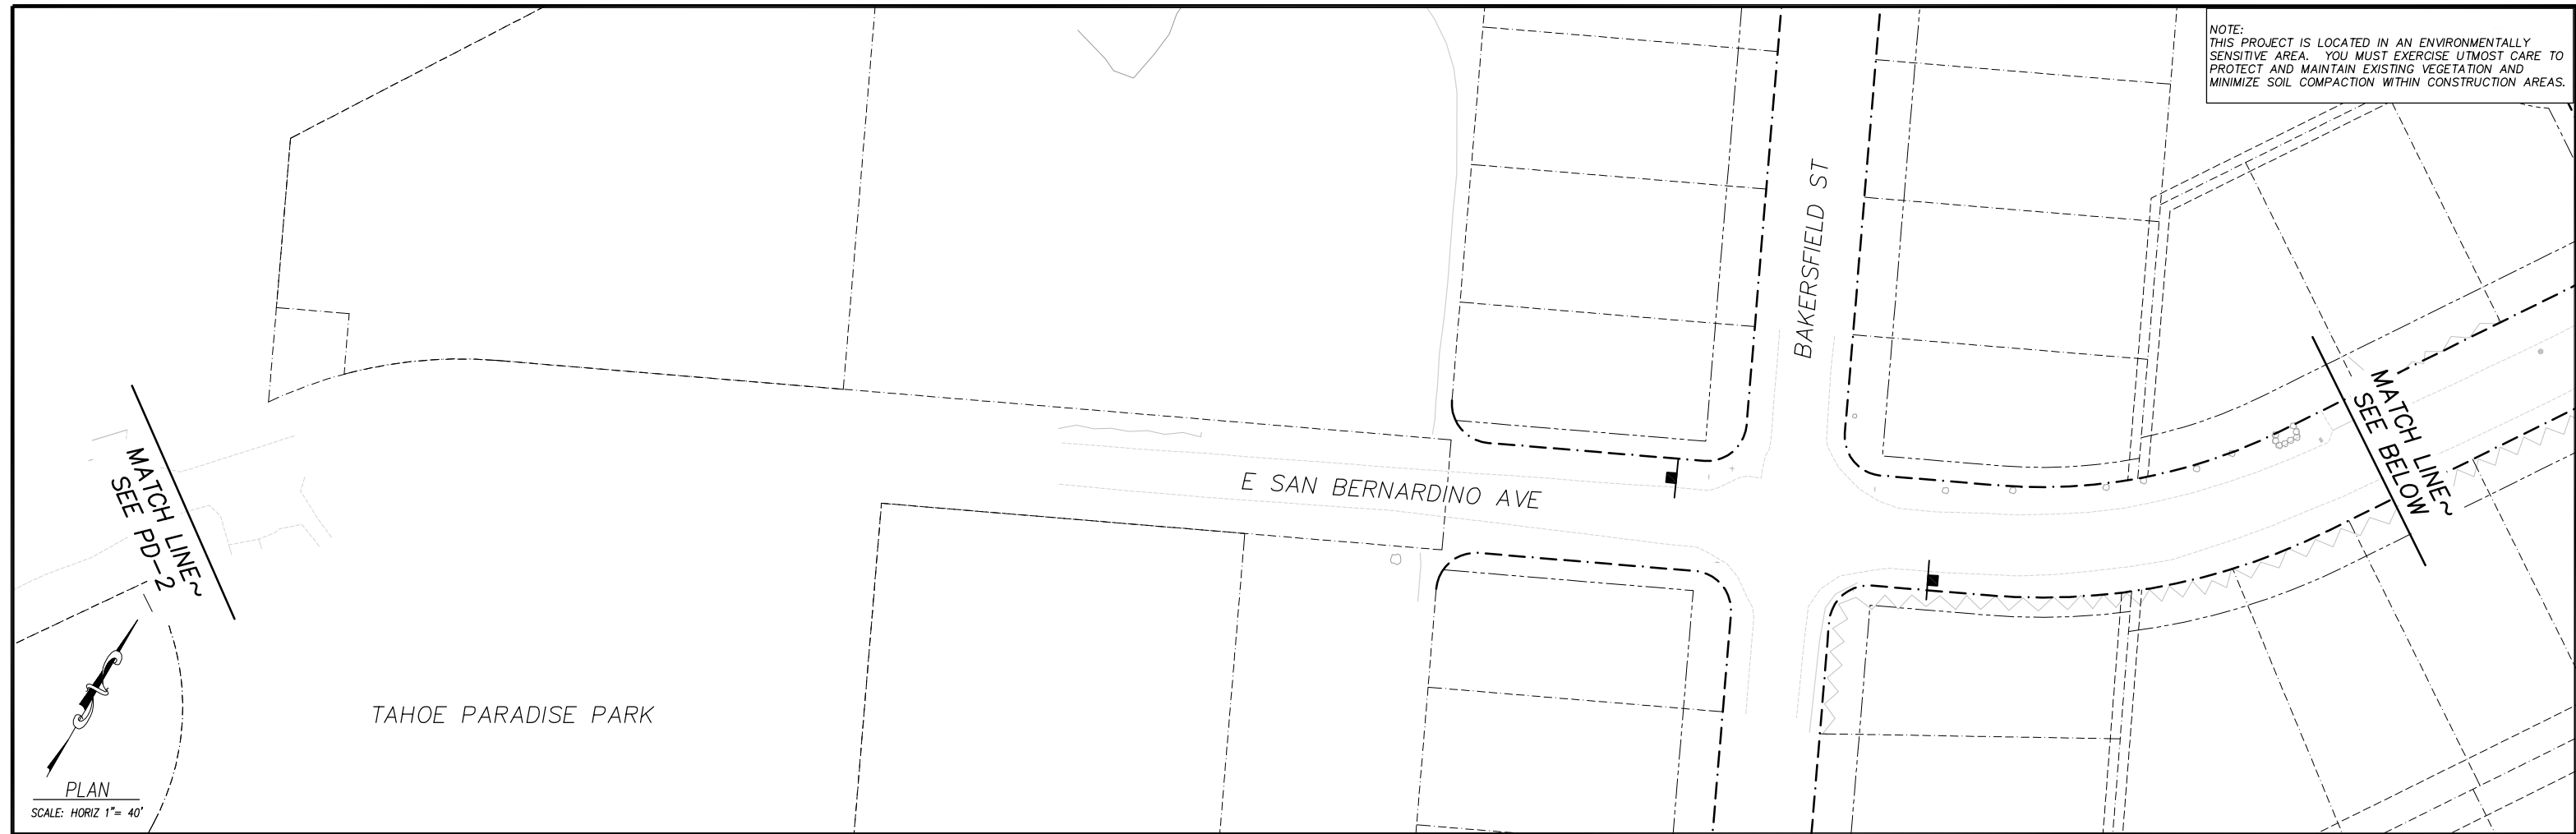 NOTE:
THIS PROJECT IS LOCATED IN AN ENVIRONMENTALLY
SENSITIVE AREA. YOU MUST EXERCISE UTMOST CARE TO
PROTECT AND MAINTAIN EXISTING VEGETATION AND
MINIMIZE SOIL COMPACTION WITHIN CONSTRUCTION AREAS.
BAKERSFIELD ST
MATCH LINE~
SEE BELOW
E SAN BERNARDINO AVE
MATCH LINE~
SEE PD-2
TAHOE PARADISE PARK
PLAN
SCALE: HORIZ 1"= 40'